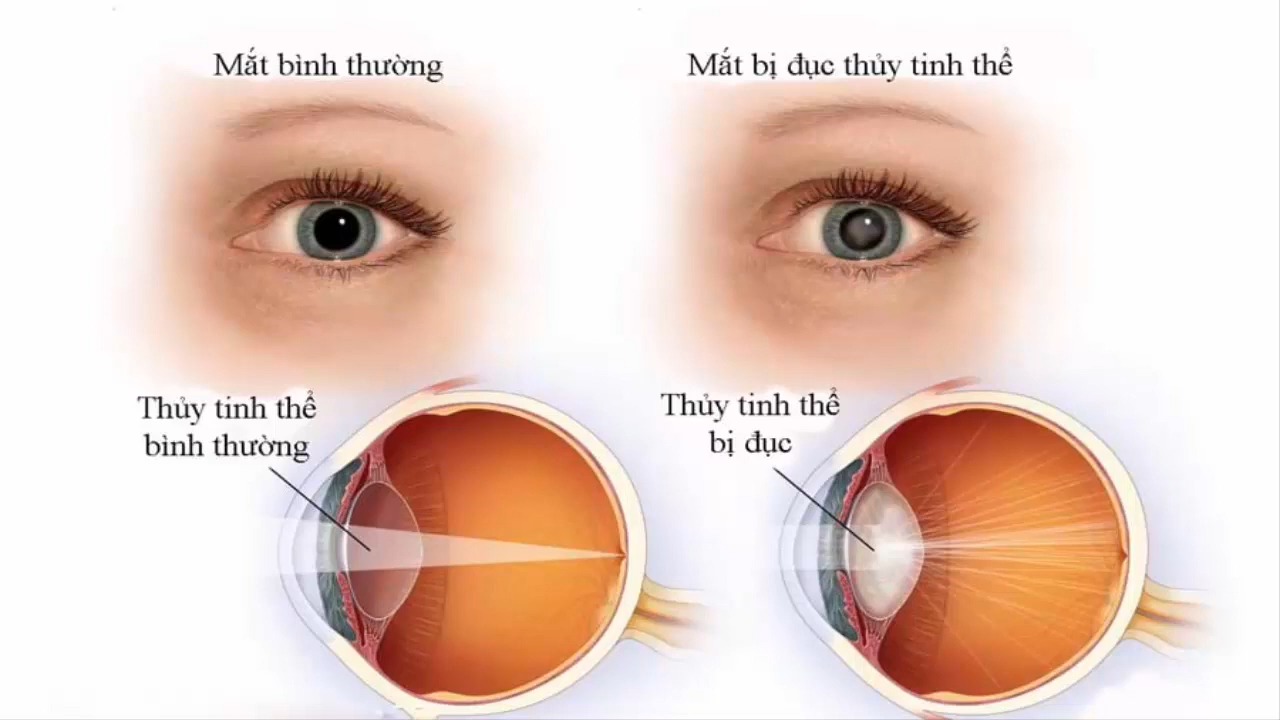 Mắt bình thường
Mắt bị đục thủy tinh thể
Thủy tinh thể
bình thường
Thủy tinh thể
bị đục